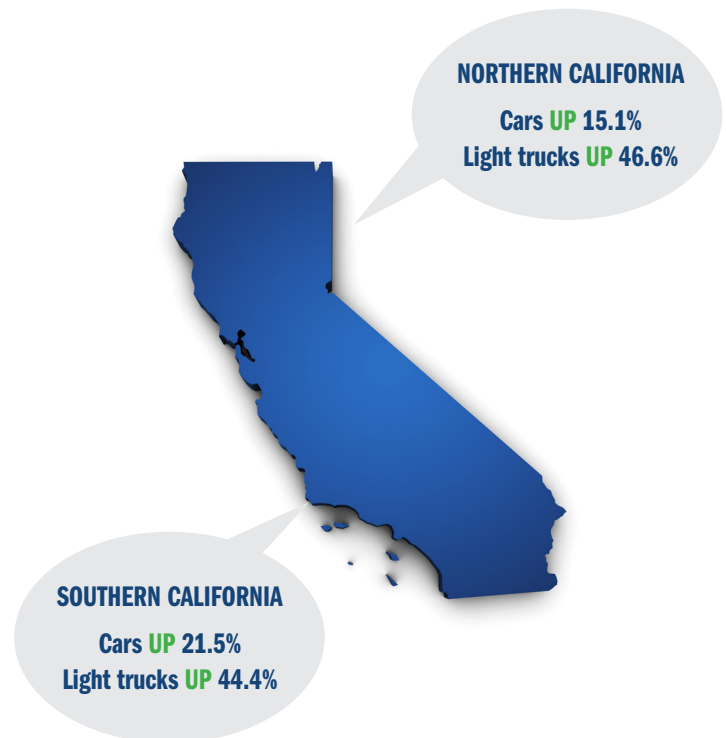 NORTHERN CALIFORNIA
Cars UP 15.1%
Light trucks UP 46.6%
SOUTHERN CALIFORNIA
Cars UP 21.5%
Light trucks UP 44.4%